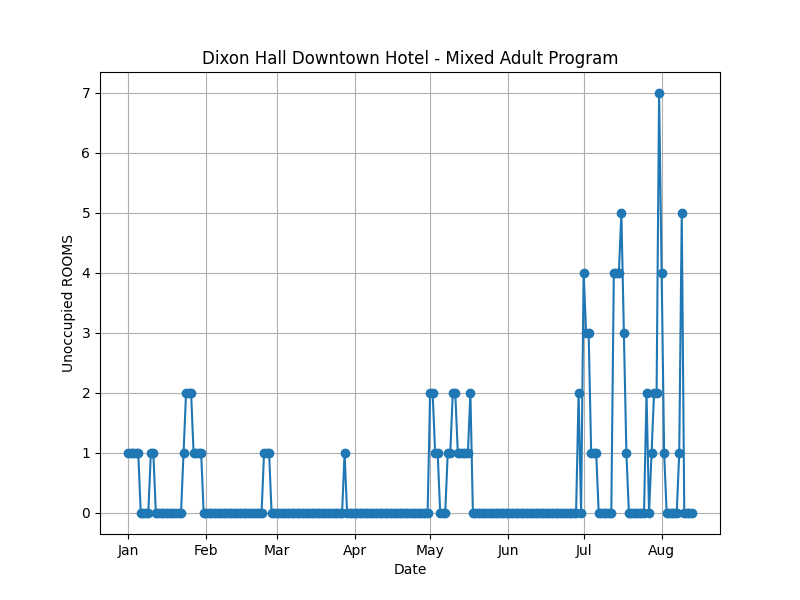 Dixon Hall Downtown Hotel - Mixed Adult Program
Unoccupied ROOMS
7
6
5
4
3
2
1
0
Jan Feb Mar Apr May Jun Jul Aug
Date